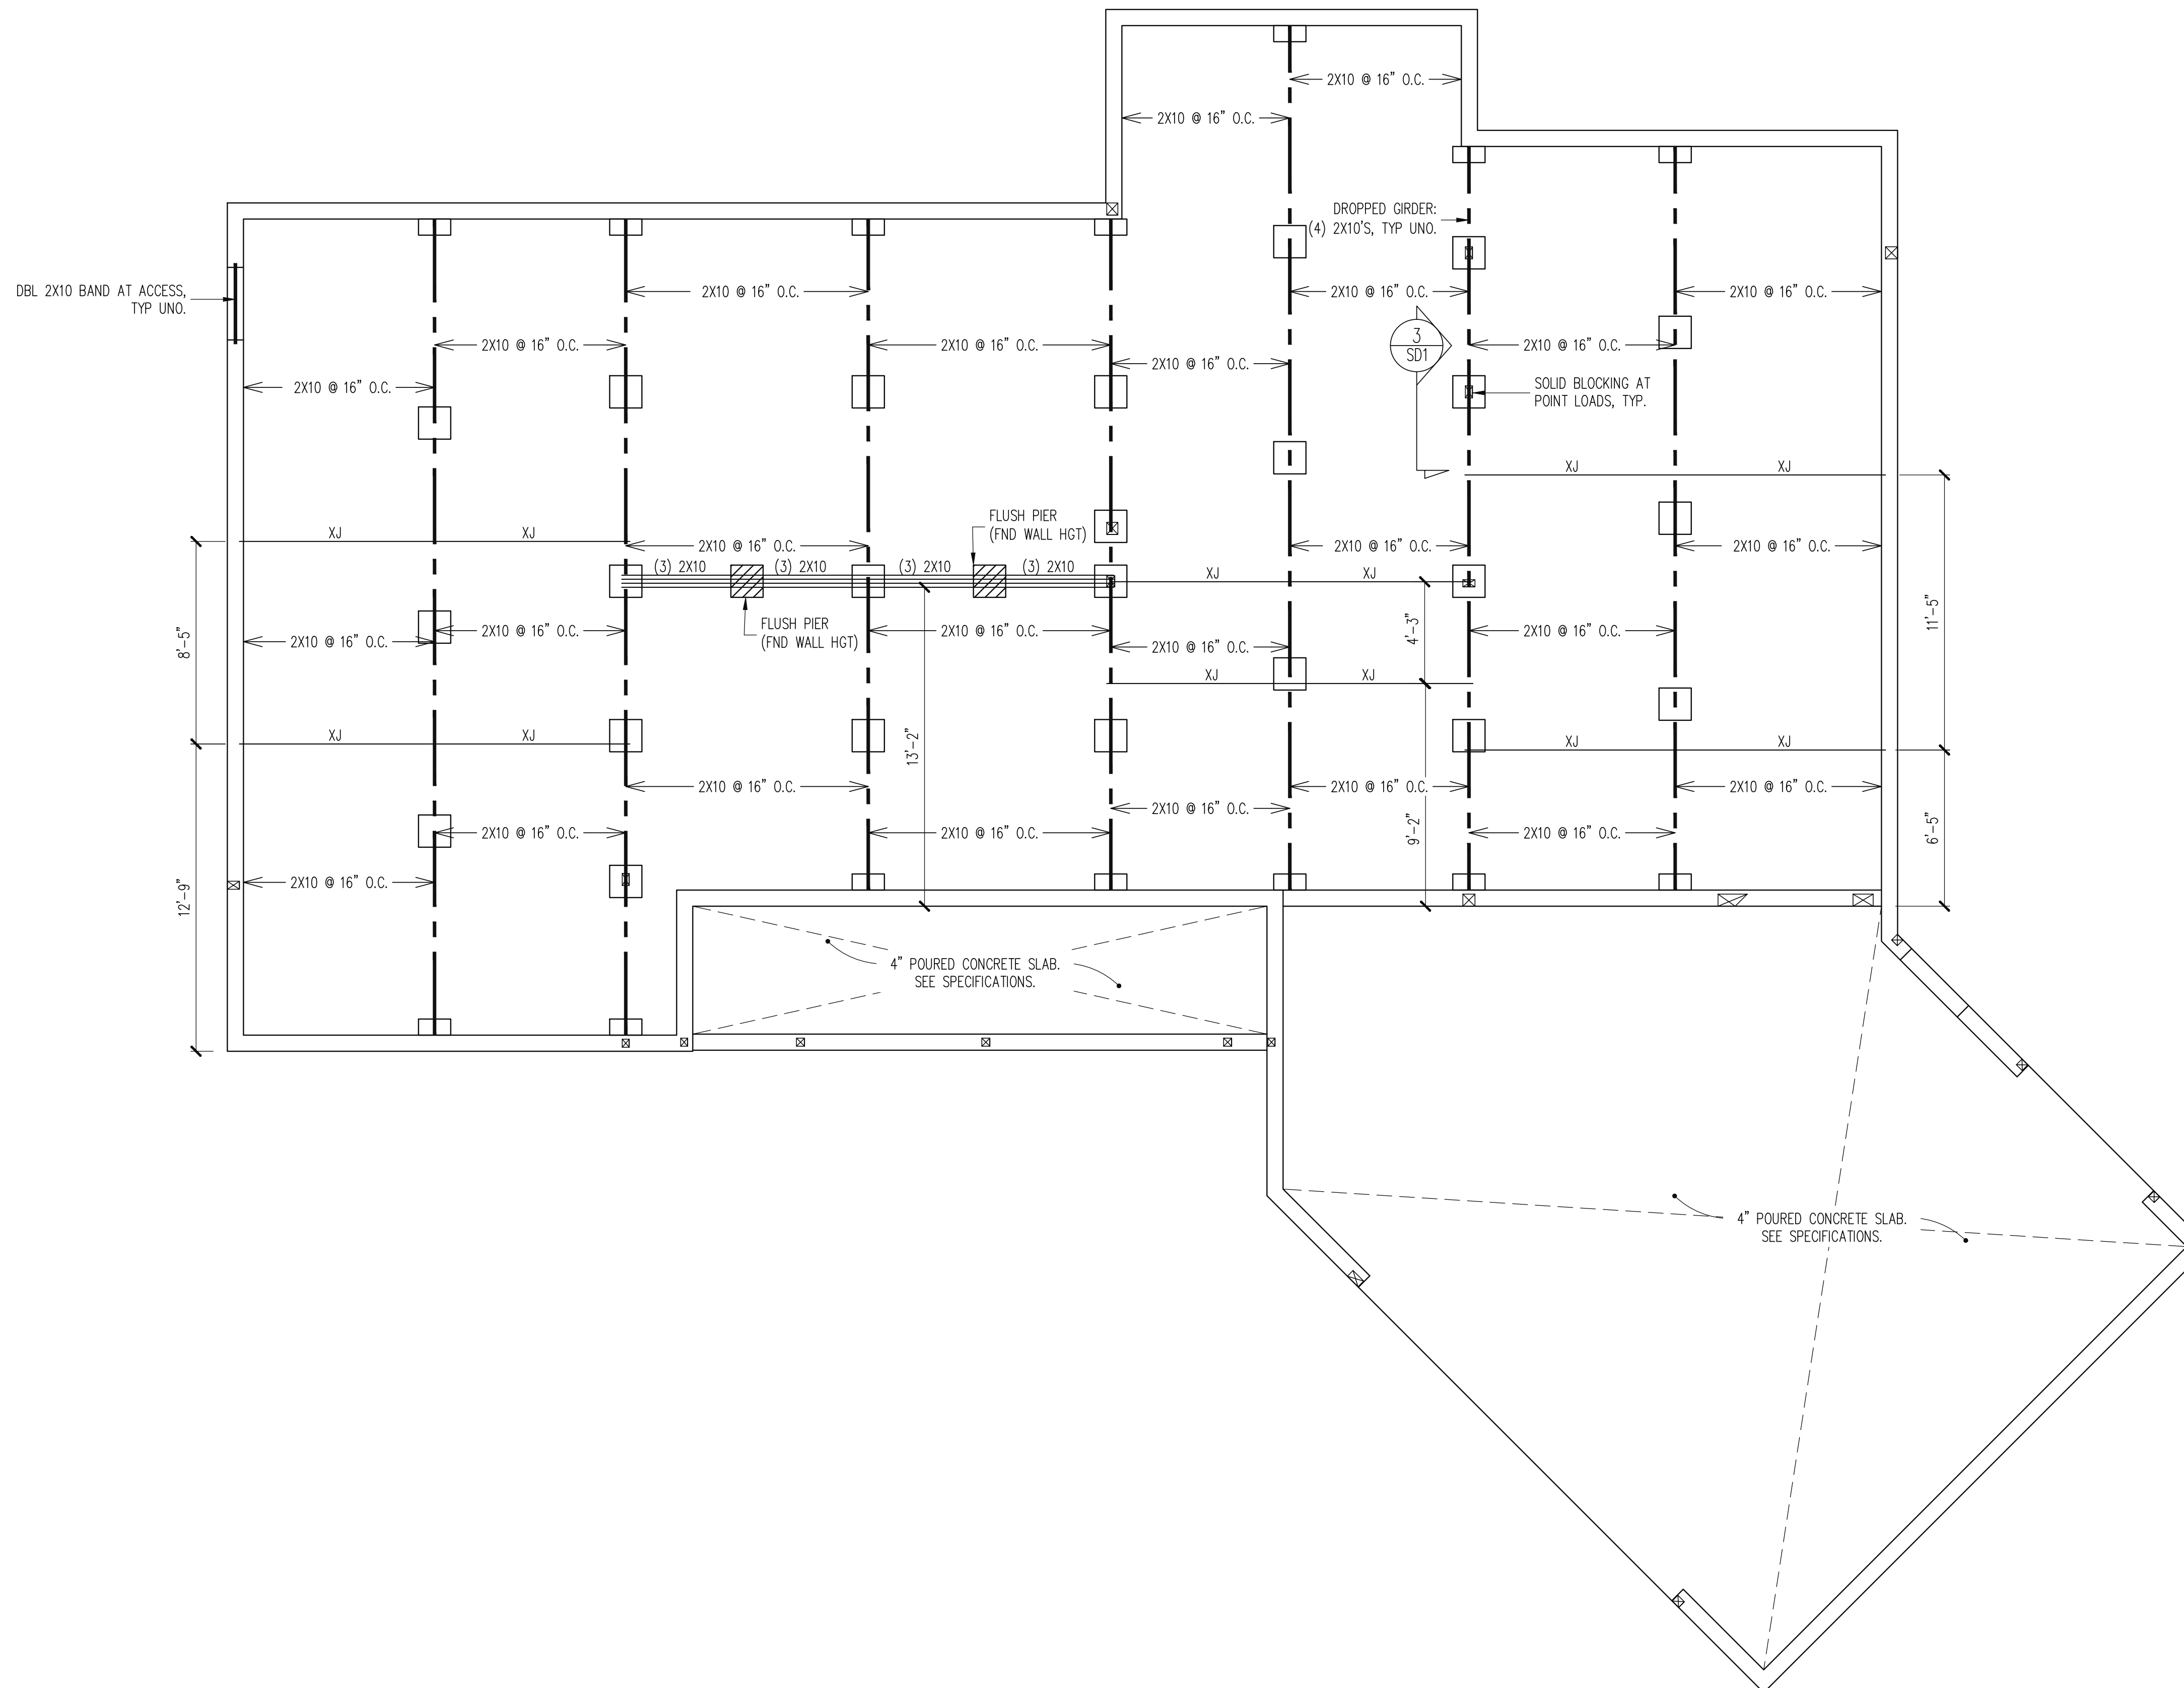 2X10 @ 16" O.C.
2X10 @ 16" O.C.
DROPPED GIRDER:
(4) 2X10'S, TYP UNO.
DBL 2X10 BAND AT ACCESS,
TYP UNO.
2X10 @ 16" O.C.
2X10 @ 16" O.C.
2X10 @ 16" O.C.
2X10 @ 16" O.C.
2X10 @ 16" O.C.
3
SD1
2X10 @ 16" O.C.
2X10 @ 16" O.C.
2X10 @ 16" O.C.
2X10 @ 16" O.C.
SOLID BLOCKING AT
POINT LOADS, TYP.
XJ
XJ
FLUSH PIER
(FND WALL HGT)
XJ
XJ
2X10 @ 16" O.C.
2X10 @ 16" O.C.
2X10 @ 16" O.C.
(3) 2X10
(3) 2X10
(3) 2X10
(3) 2X10
XJ
XJ
FLUSH PIER
(FND WALL HGT)
8'-5"
4'-3"
11'-5"
2X10 @ 16" O.C.
2X10 @ 16" O.C.
2X10 @ 16" O.C.
2X10 @ 16" O.C.
2X10 @ 16" O.C.
XJ
XJ
XJ
XJ
13'-2"
XJ
XJ
2X10 @ 16" O.C.
2X10 @ 16" O.C.
2X10 @ 16" O.C.
2X10 @ 16" O.C.
2X10 @ 16" O.C.
2X10 @ 16" O.C.
2X10 @ 16" O.C.
9'-2"
6'-5"
2X10 @ 16" O.C.
12'-9"
4" POURED CONCRETE SLAB.
SEE SPECIFICATIONS.
4" POURED CONCRETE SLAB.
SEE SPECIFICATIONS.